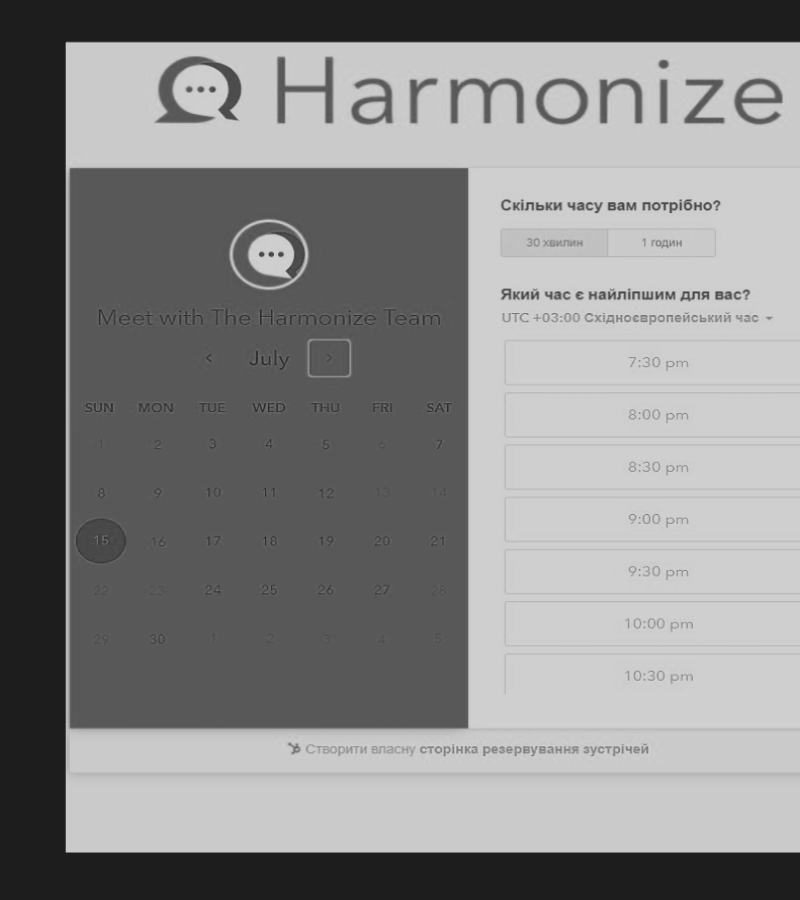 Harmonize
Meet with The Harmonize Team
July
SUN MON TUE WED THU FRI SAT
1 2 3 4 5 6 7
8 9 10 11 12 13 14
15 16 17 18 19 20 21
22 23 24 25 26 27 28
29 30 1 2 3 4 5
Скільки часу вам потрібно?
30 хвилин 1 годин
Який час є найліпшим для вас?
UTC +03:00 Східноєвропейський час
7:30 pm
8:00 pm
8:30 pm
9:00 pm
9:30 pm
10:00 pm
10:30 pm
Створити власну сторінка резервування зустрічей